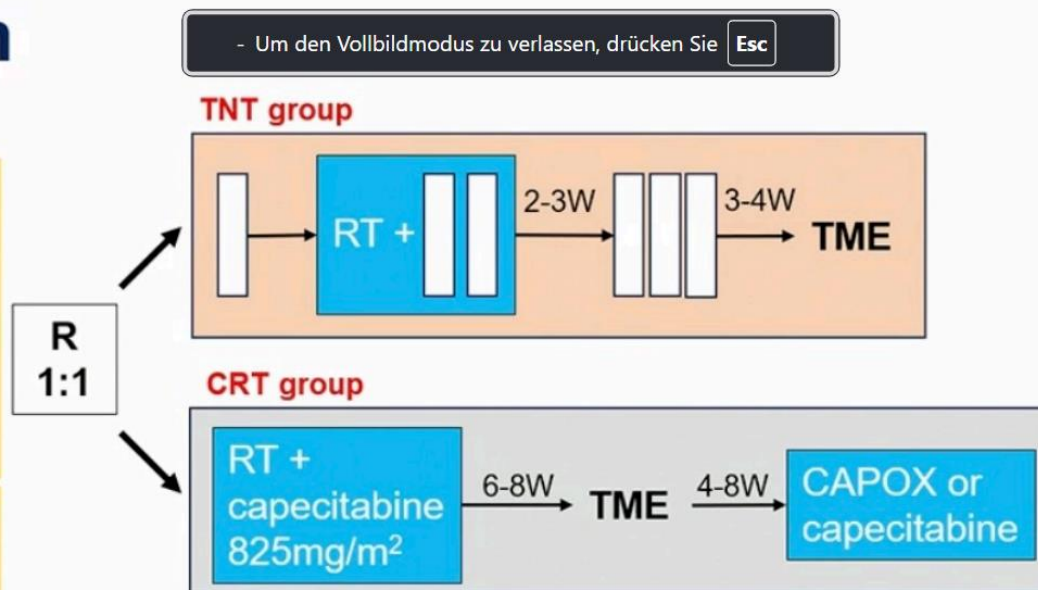 - Um den Vollbildmodus zu verlassen, drücken Sie Esc
TNT group
RT +
2-3W
3-4W
TME
R
1:1
CRT group
RT +
capecitabine
825mg/m²
6-8W
TME
4-8W
CAPOX or
capecitabine